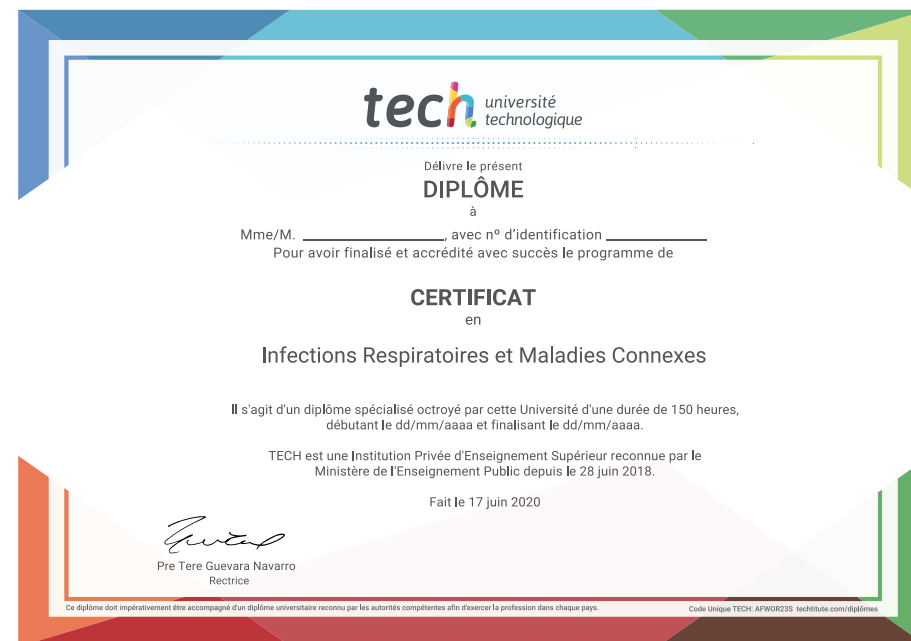 tech université
technologique
Délivre le présent
DIPLÔME
à
Mme/M. ____________________, avec nº d'identification ______________
Pour avoir finalisé et accrédité avec succès le programme de
CERTIFICAT
en
Infections Respiratoires et Maladies Connexes
Il s'agit d'un diplôme spécialisé octroyé par cette Université d'une durée de 150 heures,
débutant le dd/mm/aaaa et finalisant le dd/mm/aaaa.
TECH est une Institution Privée d'Enseignement Supérieur reconnue par le
Ministère de l'Enseignement Public depuis le 28 juin 2018.
Fait le 17 juin 2020
Pre Tere Guevara Navarro
Rectrice
Ce diplôme doit impérativement être accompagné d'un diplôme universitaire reconnu par les autorités compétentes afin d'exercer la profession dans chaque pays.
Code Unique TECH: AFWOR23S techtitute.com/diplômes